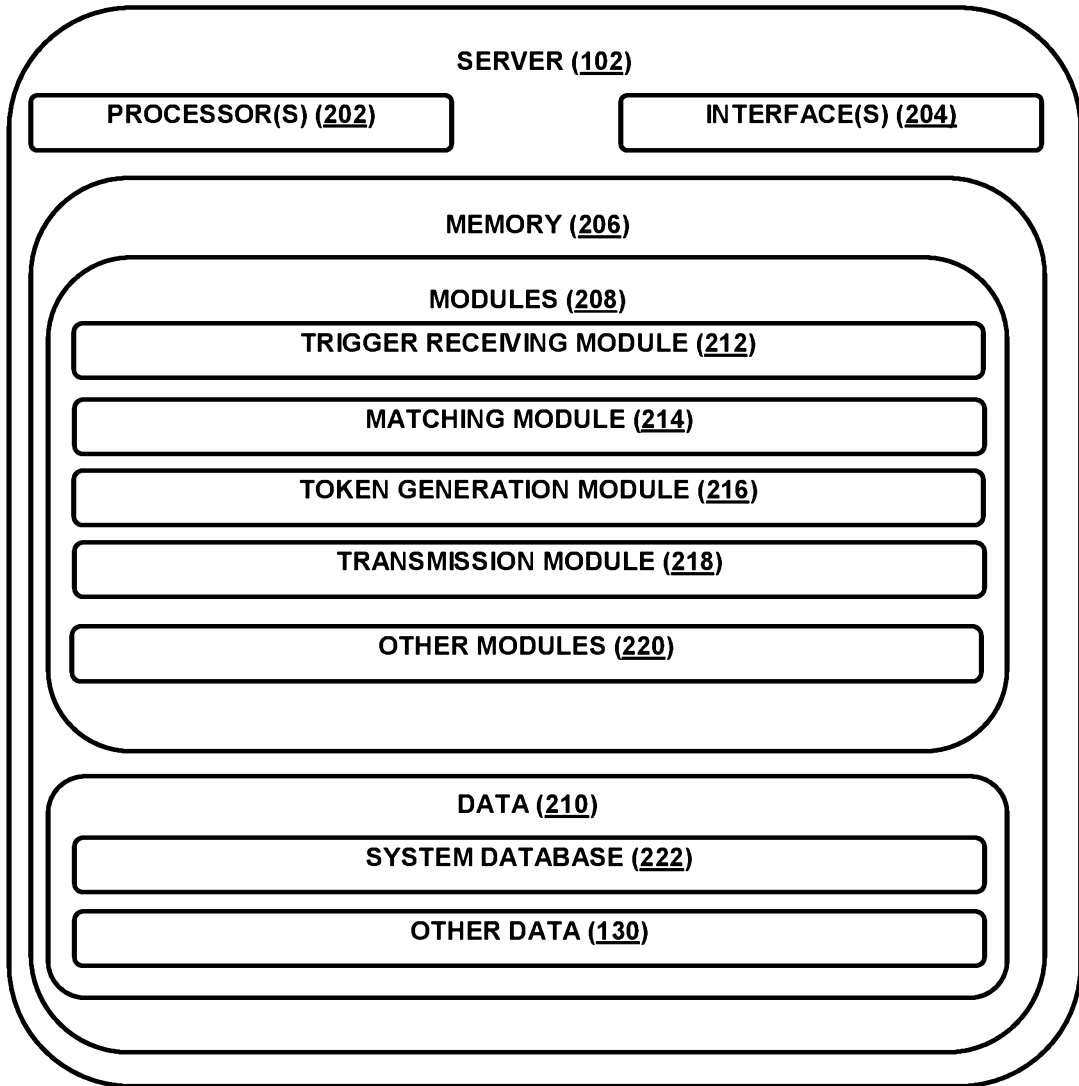 SERVER (102)
PROCESSOR(S) (202)
INTERFACE(S) (204)
MEMORY (206)
MODULES (208)
TRIGGER RECEIVING MODULE (212)
MATCHING MODULE (214)
TOKEN GENERATION MODULE (216)
TRANSMISSION MODULE (218)
OTHER MODULES (220)
DATA (210)
SYSTEM DATABASE (222)
OTHER DATA (130)